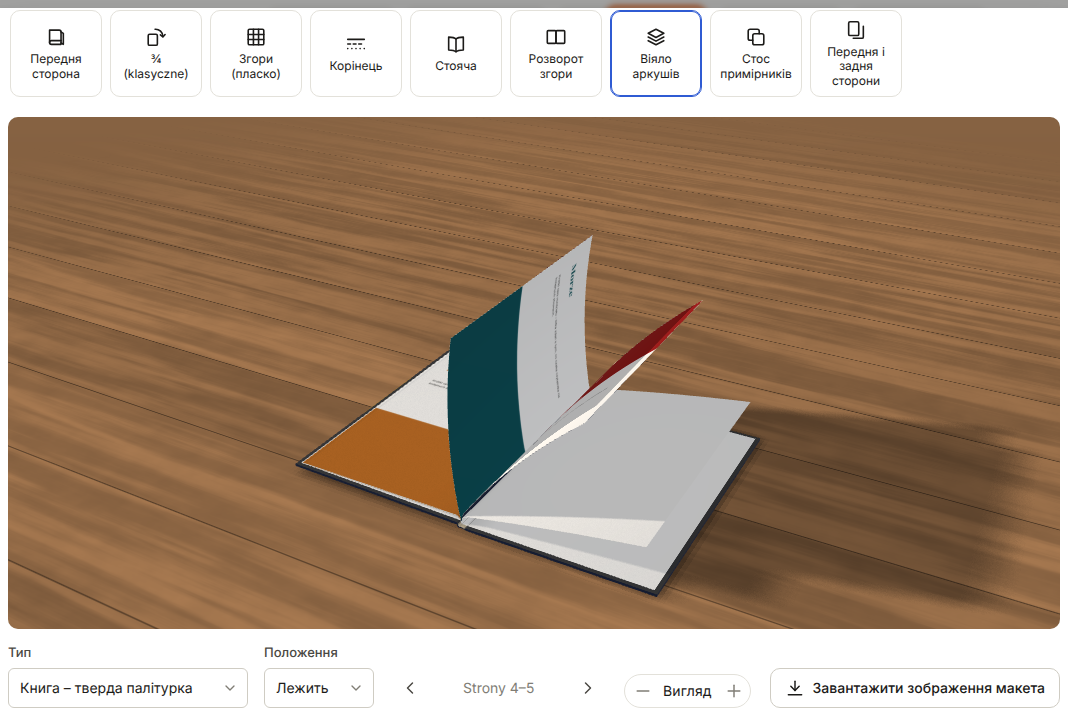 Передня
сторона
¾
(klasyczne)
Згори
(пласко)
Корінець
Стояча
Розворот
згори
Віяло
аркушів
Стос
примірників
Передня і
задня
сторони
Morze
Тип
Положення
Книга – тверда палітурка
Лежить
Strony 4–5
Вигляд
Завантажити зображення макета